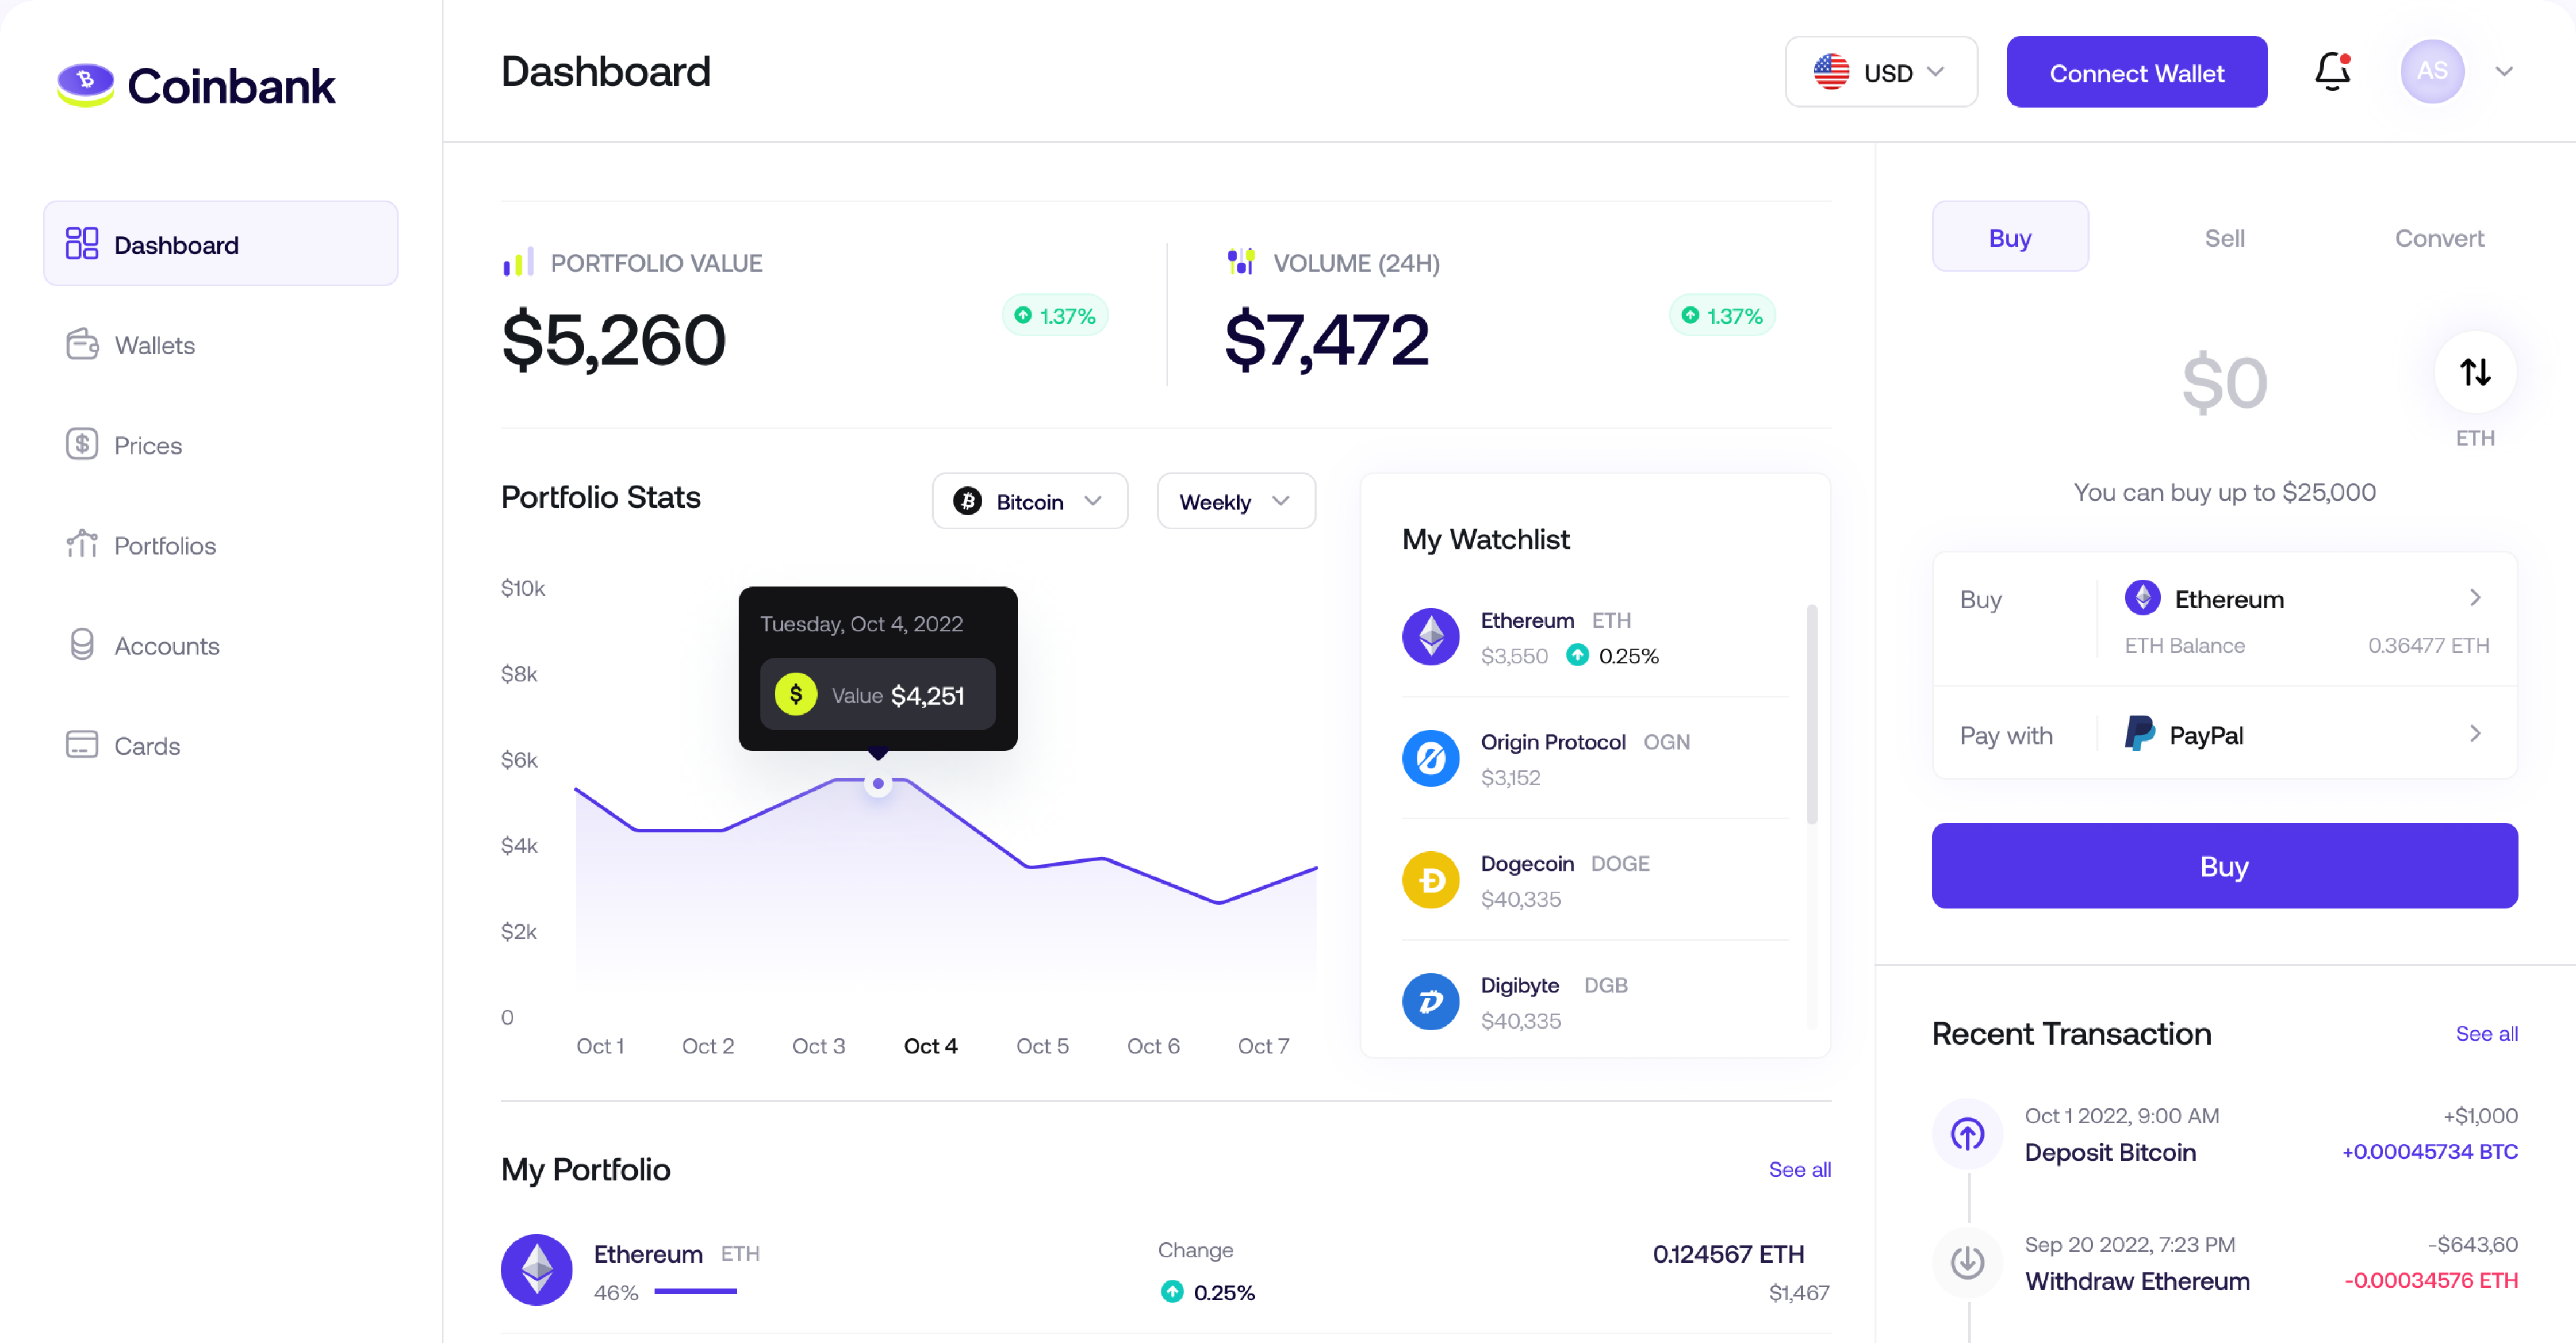 Coinbank
Dashboard
Wallets
Prices
Portfolios
Accounts
Cards
Dashboard
USD
Connect Wallet
AS
PORTFOLIO VALUE
$5,260
1.37%
VOLUME (24H)
$7,472
1.37%
Portfolio Stats
Bitcoin
Weekly
$10k
$8k
$6k
$4k
$2k
0
Tuesday, Oct 4, 2022
$ Value $4,251
Oct 1 Oct 2 Oct 3 Oct 4 Oct 5 Oct 6 Oct 7
My Watchlist
Ethereum ETH
$3,550 0.25%
Origin Protocol OGN
$3,152
Dogecoin DOGE
$40,335
Digibyte DGB
$40,335
My Portfolio
See all
Ethereum ETH
46%
Change
0.25%
0.124567 ETH
$1,467
Buy Sell Convert
$0
ETH
You can buy up to $25,000
Buy
Ethereum
ETH Balance 0.36477 ETH
Pay with
PayPal
Buy
Recent Transaction
See all
Oct 1 2022, 9:00 AM +$1,000
Deposit Bitcoin +0.00045734 BTC
Sep 20 2022, 7:23 PM -$643,60
Withdraw Ethereum -0.00034576 ETH